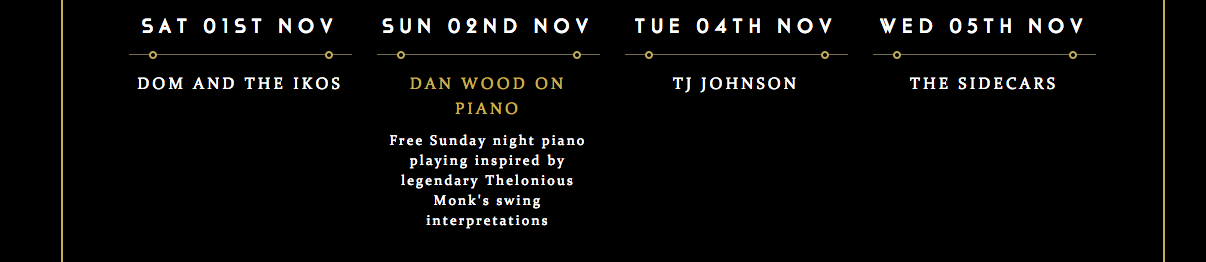 SAT 01ST NOV
DOM AND THE IKOS
SUN 02ND NOV
DAN WOOD ON
PIANO
Free Sunday night piano
playing inspired by
legendary Thelonious
Monk's swing
interpretations
TUE 04TH NOV
TJ JOHNSON
WED 05TH NOV
THE SIDECARS